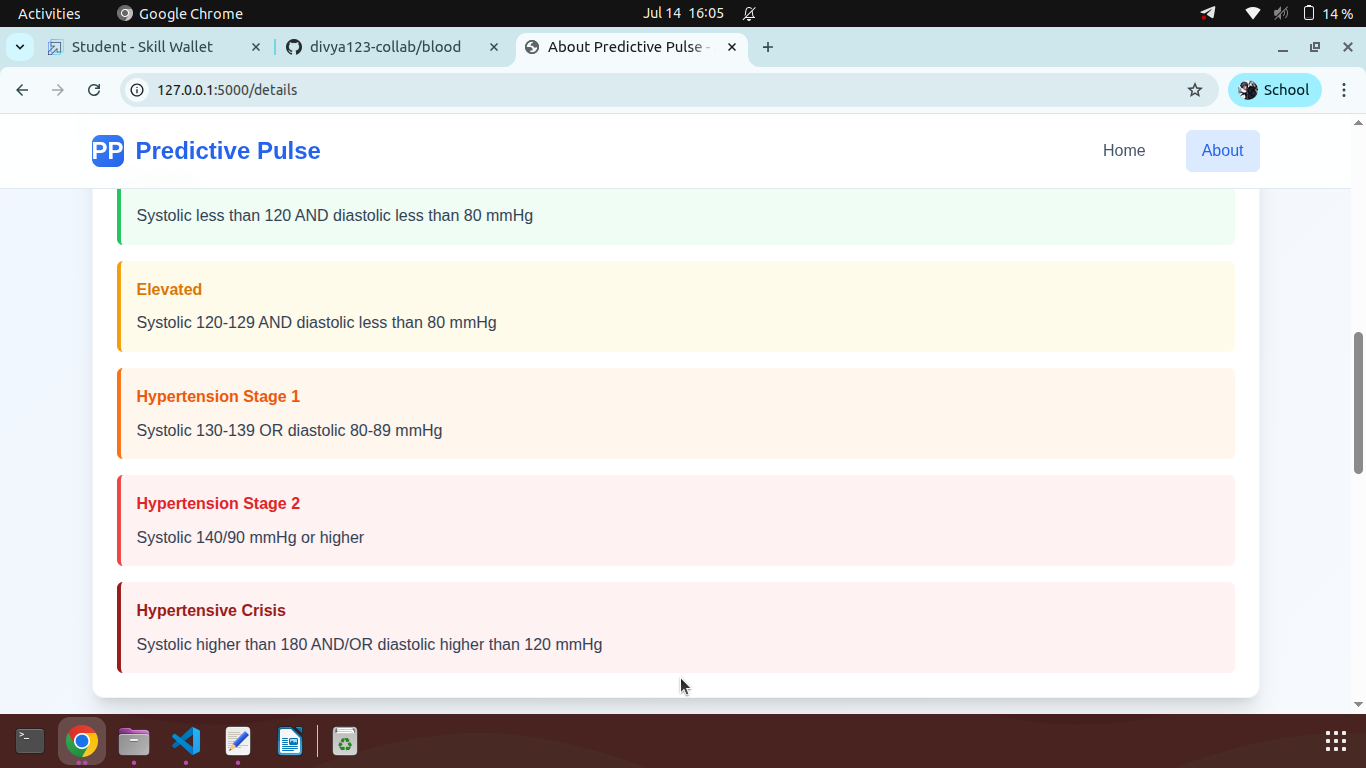 Activities
Google Chrome
Jul 14 16:05
14 %
Student - Skill Wallet
divya123-collab/blood
About Predictive Pulse -
127.0.0.1:5000/details
School
PP
Predictive Pulse
Home
About
Systolic less than 120 AND diastolic less than 80 mmHg
Elevated
Systolic 120-129 AND diastolic less than 80 mmHg
Hypertension Stage 1
Systolic 130-139 OR diastolic 80-89 mmHg
Hypertension Stage 2
Systolic 140/90 mmHg or higher
Hypertensive Crisis
Systolic higher than 180 AND/OR diastolic higher than 120 mmHg